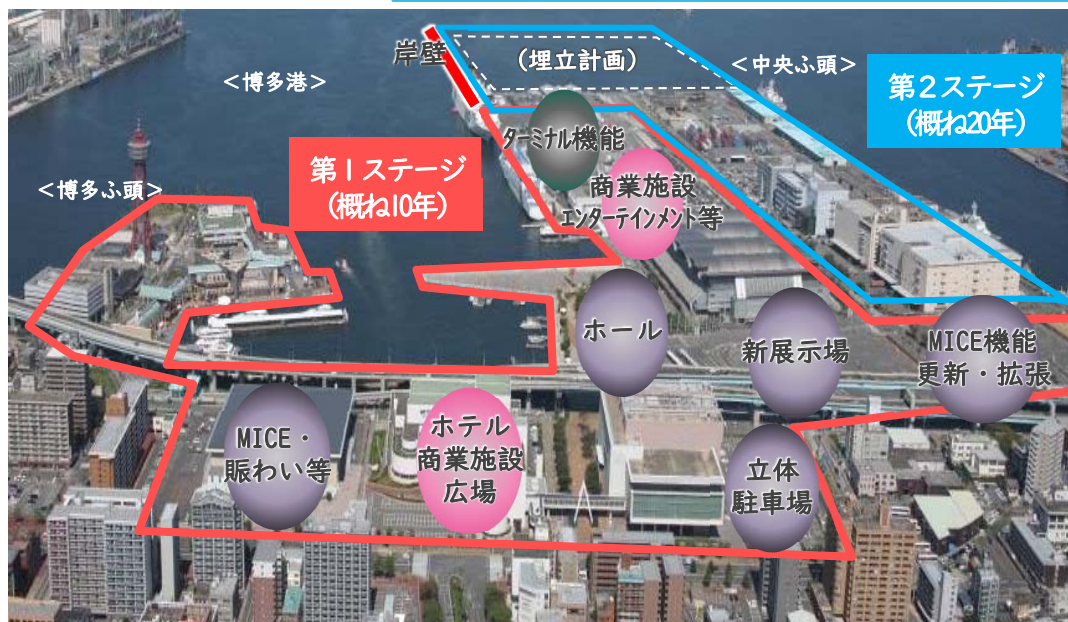 岸壁
(埋立計画)
<中央ふ頭>
<博多港>
第2ステージ
(概ね20年)
ターミナル機能
第1ステージ
(概ね10年)
商業施設
エンターテインメント等
<博多ふ頭>
ホール
新展示場
MICE機能
更新・拡張
MICE・
賑わい等
ホテル
商業施設
広場
立体
駐車場